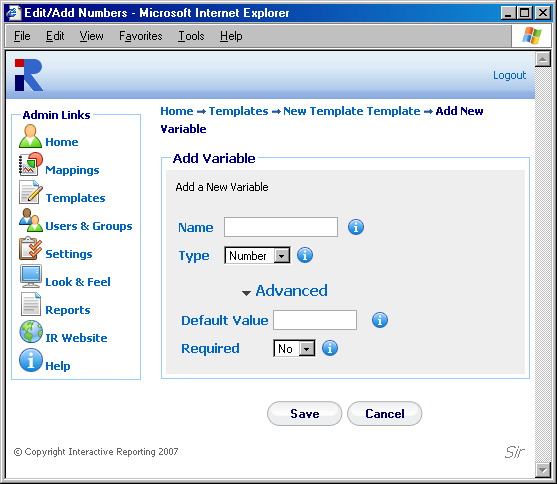 Edit/Add Numbers - Microsoft Internet Explorer
File Edit View Favorites Tools Help
R
Logout
Admin Links
Home
Mappings
Templates
Users & Groups
Settings
Look & Feel
Reports
IR Website
Help
Home → Templates → New Template Template → Add New
Variable
Add Variable
Add a New Variable
Name
Type Number
Advanced
Default Value
Required No
Save Cancel
© Copyright Interactive Reporting 2007
Sir